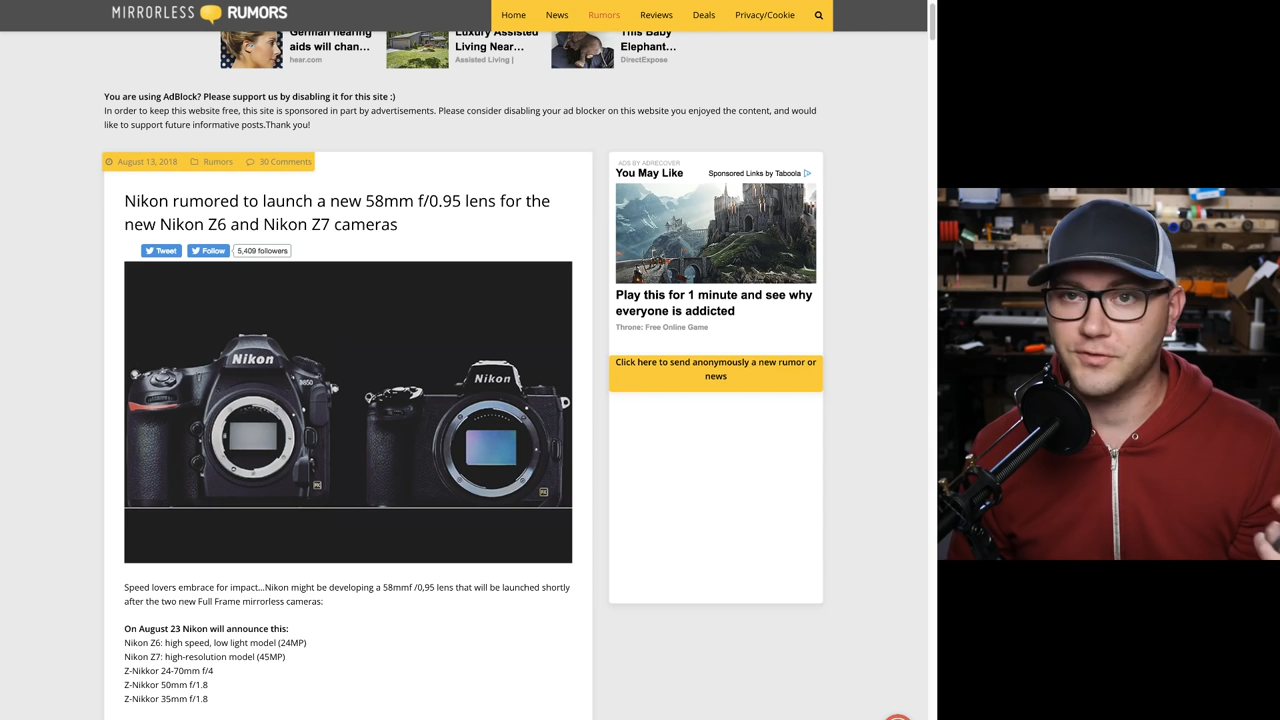 MIRRORLESS RUMORS
Home News Rumors Reviews Deals Privacy/Cookie
German hearing
aids will chan...
hear.com
Luxury Assisted
Living Near...
Assisted Living |
This Baby
Elephant...
DirectExpose
You are using AdBlock? Please support us by disabling it for this site ;)
In order to keep this website free, this site is sponsored in part by advertisements. Please consider disabling your ad blocker on this website you enjoyed the content, and would
like to support future informative posts.Thank you!
August 13, 2018 Rumors 30 Comments
Nikon rumored to launch a new 58mm f/0.95 lens for the
new Nikon Z6 and Nikon Z7 cameras
Tweet Follow 5,409 followers
Nikon
D850
Nikon
FX
FX
Speed lovers embrace for impact...Nikon might be developing a 58mmf /0,95 lens that will be launched shortly
after the two new Full Frame mirrorless cameras:
On August 23 Nikon will announce this:
Nikon Z6: high speed, low light model (24MP)
Nikon Z7: high-resolution model (45MP)
Z-Nikkor 24-70mm f/4
Z-Nikkor 50mm f/1.8
Z-Nikkor 35mm f/1.8
ADS BY ADRECOVER
You May Like
Sponsored Links by Taboola
Play this for 1 minute and see why
everyone is addicted
Throne: Free Online Game
Click here to send anonymously a new rumor or
news